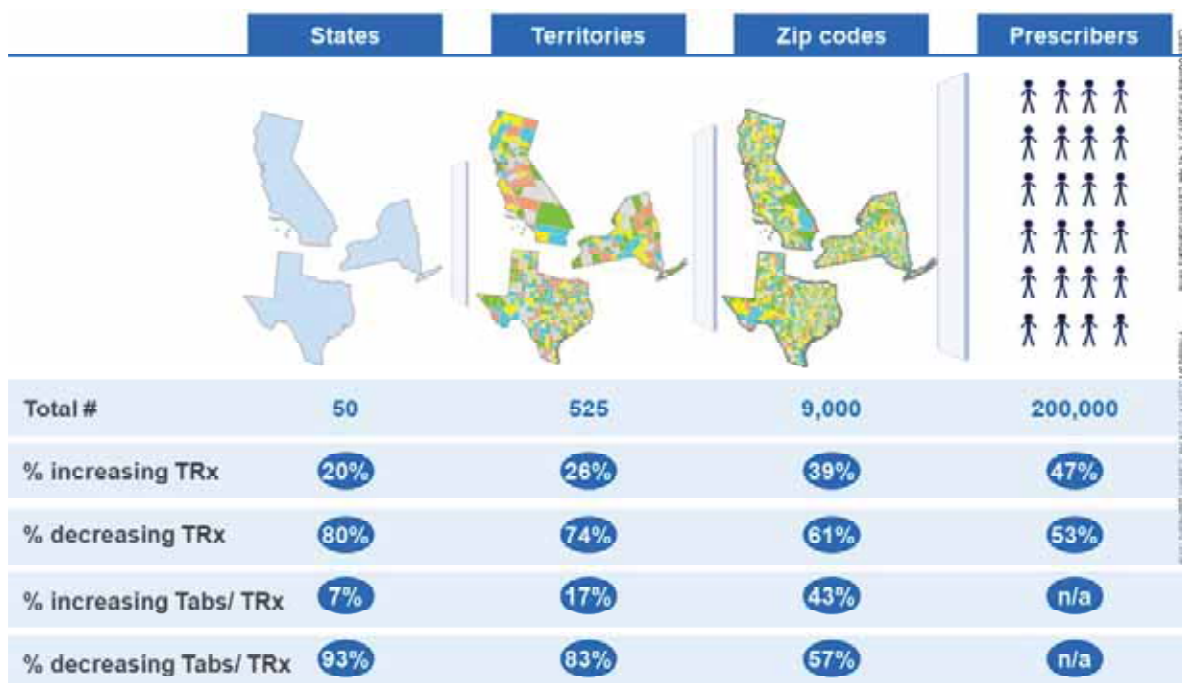 States Territories Zip codes Prescribers
Total # 50 525 9,000 200,000
% increasing TRx 20% 26% 39% 47%
% decreasing TRx 80% 74% 61% 53%
% increasing Tabs/ TRx 7% 17% 43% n/a
% decreasing Tabs/ TRx 93% 83% 57% n/a